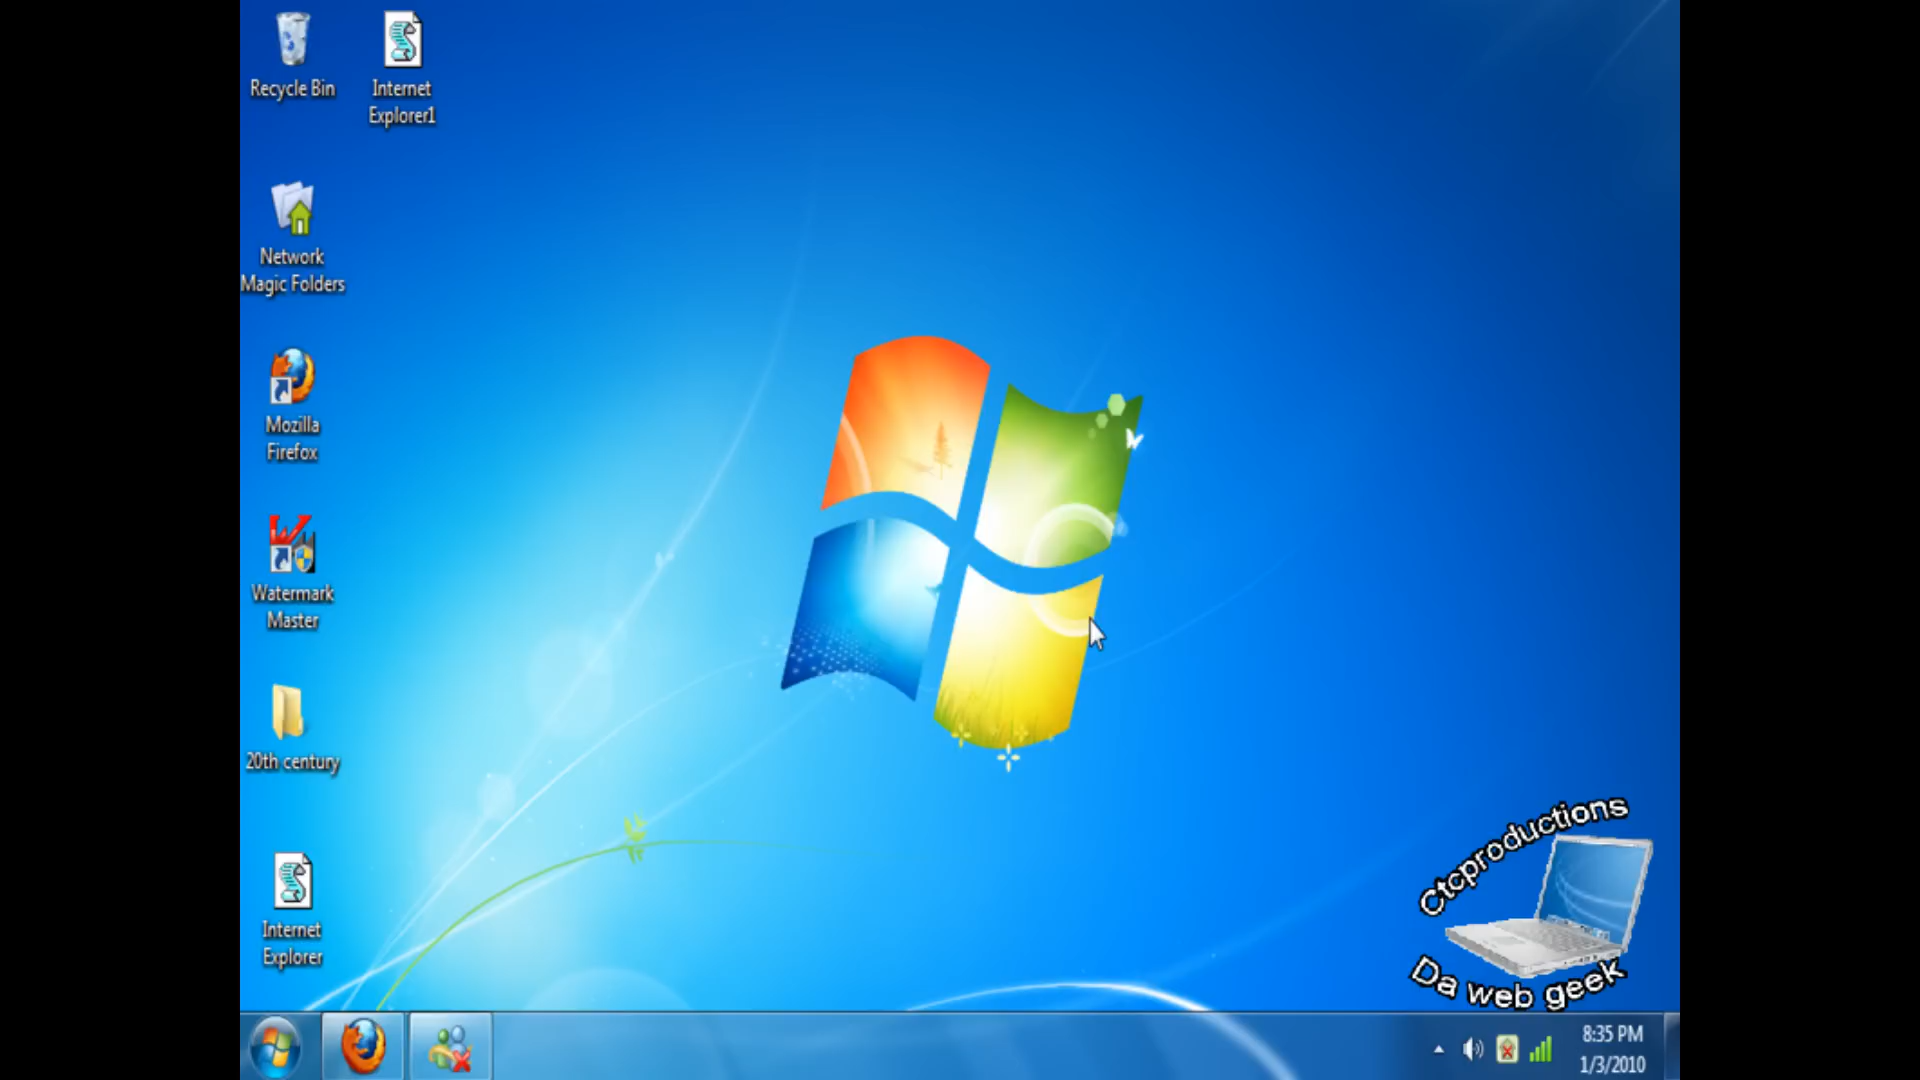 Recycle Bin
Internet
Explorer1
Network
Magic Folders
Mozilla
Firefox
Watermark
Master
20th century
Internet
Explorer
Ctcproductions
Da web geek
8:35 PM
1/3/2010